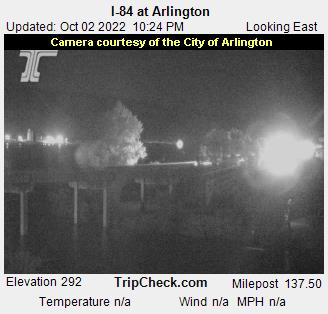 I-84 at Arlington
Updated: Oct 02 2022 10:24 PM Looking East
Camera courtesy of the City of Arlington
Elevation 292 TripCheck.com Milepost 137.50
Temperature n/a Wind n/a MPH n/a